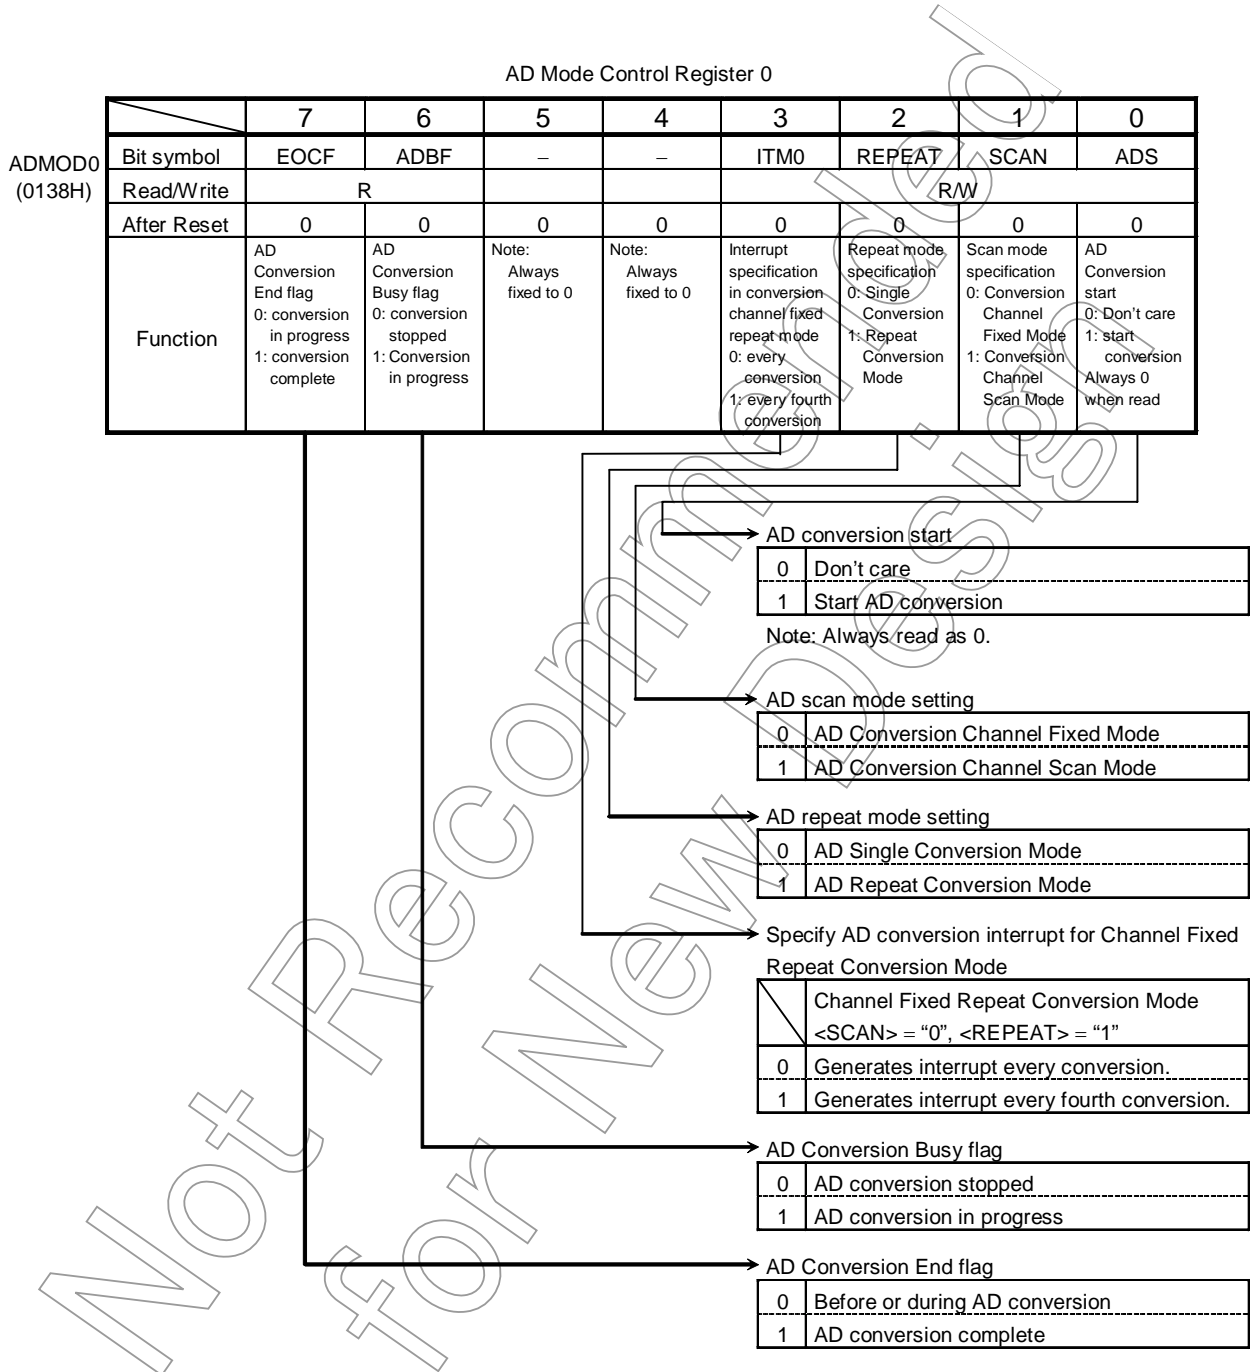 AD Mode Control Register 0
7 6 5 4 3 2 1 0
ADMOD0
(0138H)
Bit symbol EOCF ADBF – – ITM0 REPEAT SCAN ADS
Read/Write R R/W
After Reset 0 0 0 0 0 0 0 0
Function
AD
Conversion
End flag
0: conversion
in progress
1: conversion
complete
AD
Conversion
Busy flag
0: conversion
stopped
1: Conversion
in progress
Note:
Always
fixed to 0
Note:
Always
fixed to 0
Interrupt
specification
in conversion
channel fixed
repeat mode
0: every
conversion
1: every fourth
conversion
Repeat mode
specification
0: Single
Conversion
1: Repeat
Conversion
Mode
Scan mode
specification
0: Conversion
Channel
Fixed Mode
1: Conversion
Channel
Scan Mode
AD
Conversion
start
0: Don't care
1: start
conversion
Always 0
when read
AD conversion start
0 Don't care
1 Start AD conversion
Note: Always read as 0.
AD scan mode setting
0 AD Conversion Channel Fixed Mode
1 AD Conversion Channel Scan Mode
AD repeat mode setting
0 AD Single Conversion Mode
1 AD Repeat Conversion Mode
Specify AD conversion interrupt for Channel Fixed
Repeat Conversion Mode
Channel Fixed Repeat Conversion Mode
<SCAN> = “0”, <REPEAT> = “1”
0 Generates interrupt every conversion.
1 Generates interrupt every fourth conversion.
AD Conversion Busy flag
0 AD conversion stopped
1 AD conversion in progress
AD Conversion End flag
0 Before or during AD conversion
1 AD conversion complete
Not Recommended
for New Design